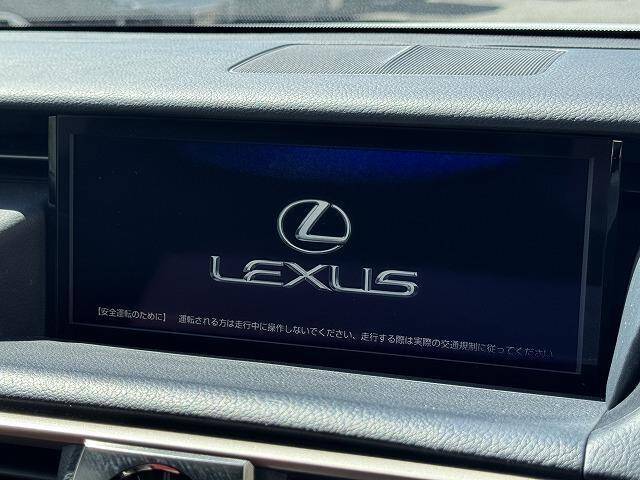 LEXUS
【安全運転のために】 運転される方は走行中に操作しないでください、走行する際は実際の交通規制に従ってください